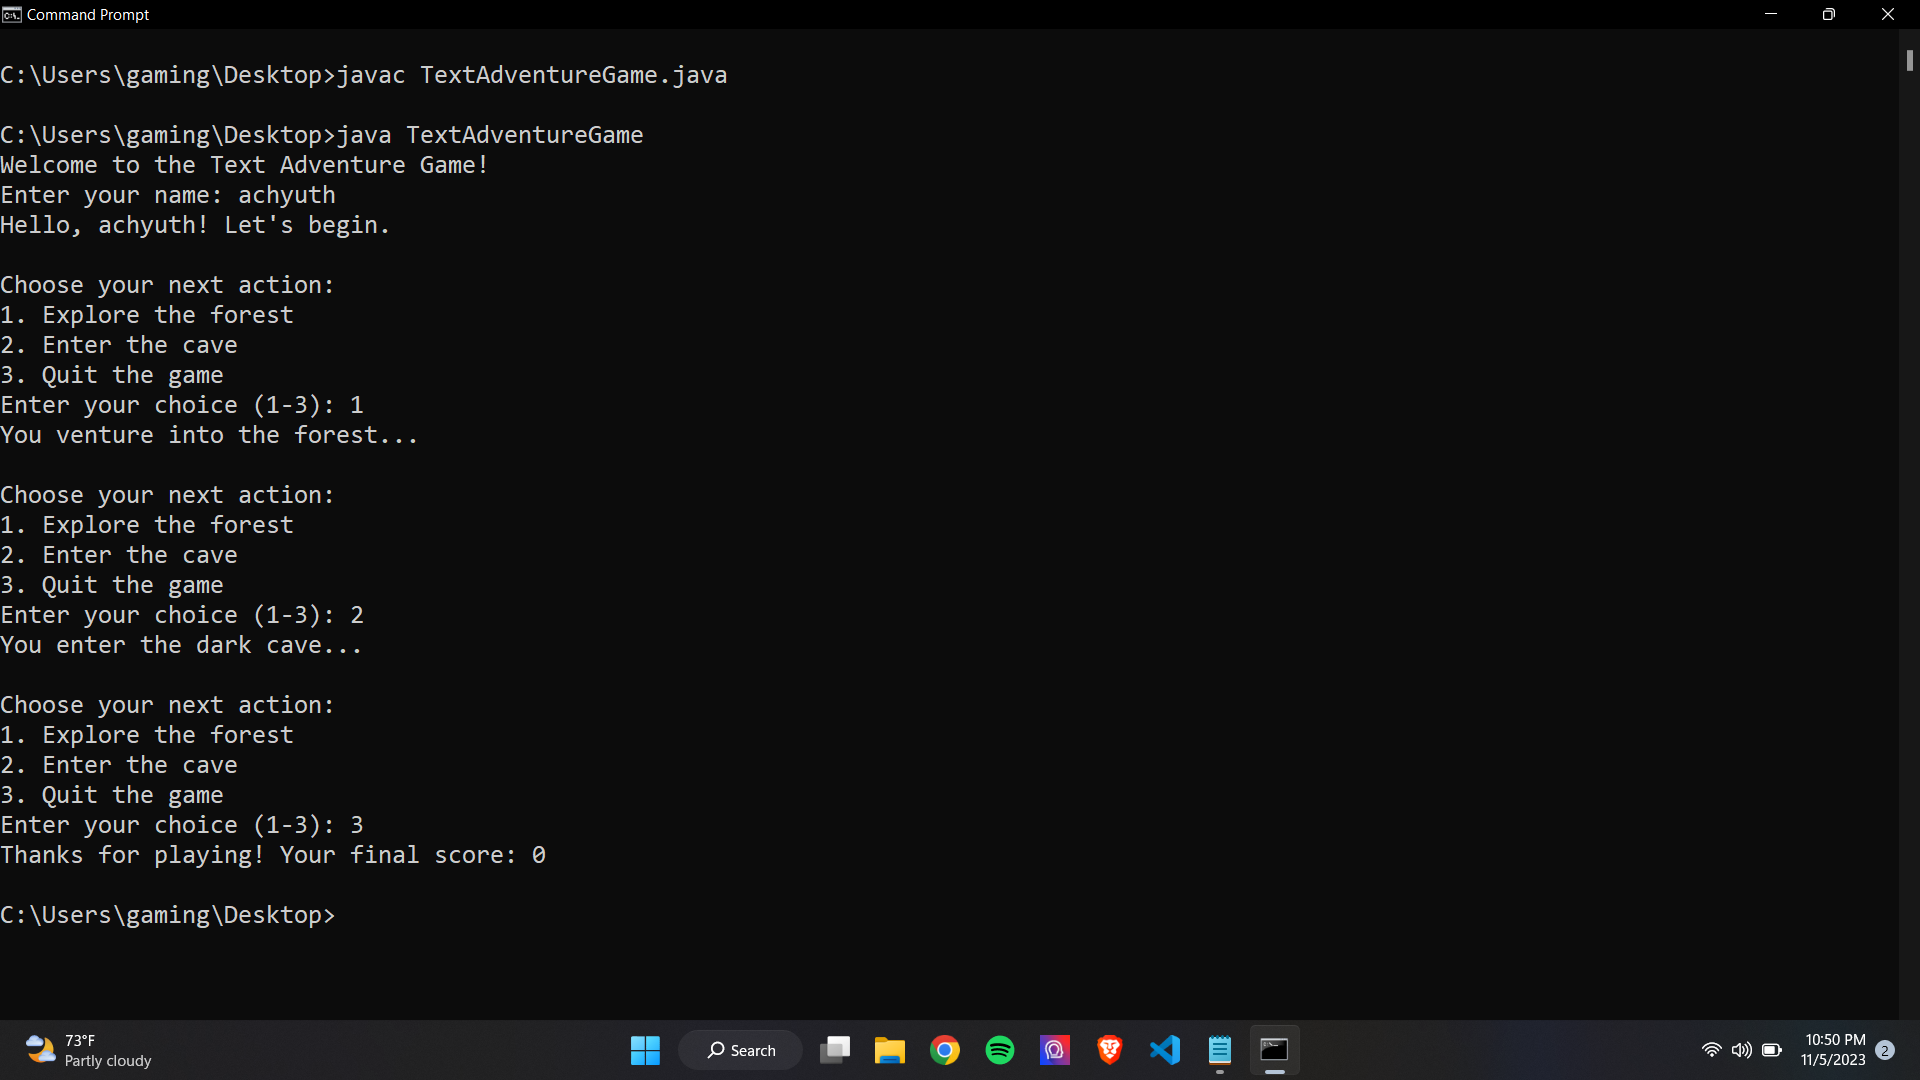 Command Prompt
C:\Users\gaming\Desktop>javac TextAdventureGame.java
C:\Users\gaming\Desktop>java TextAdventureGame
Welcome to the Text Adventure Game!
Enter your name: achyuth
Hello, achyuth! Let's begin.
Choose your next action:
1. Explore the forest
2. Enter the cave
3. Quit the game
Enter your choice (1-3): 1
You venture into the forest...
Choose your next action:
1. Explore the forest
2. Enter the cave
3. Quit the game
Enter your choice (1-3): 2
You enter the dark cave...
Choose your next action:
1. Explore the forest
2. Enter the cave
3. Quit the game
Enter your choice (1-3): 3
Thanks for playing! Your final score: 0
C:\Users\gaming\Desktop>
73°F
Partly cloudy
Search
10:50 PM
11/5/2023
2